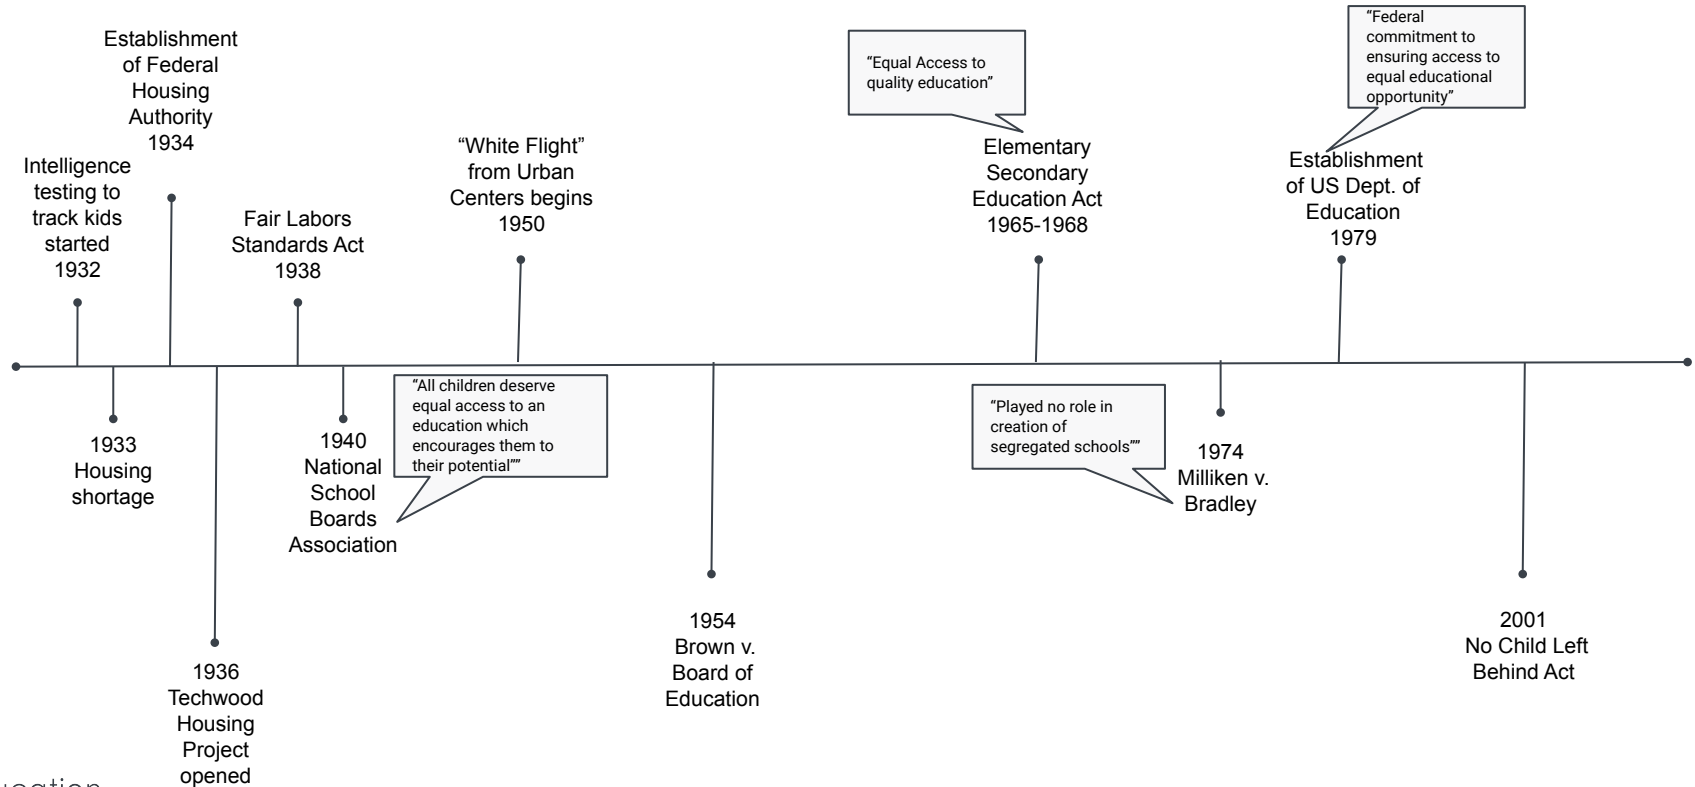 Establishment
of Federal
Housing
Authority
1934
Intelligence
testing to
track kids
started
1932
Fair Labors
Standards Act
1938
“White Flight”
from Urban
Centers begins
1950
“Equal Access to
quality education”
Elementary
Secondary
Education Act
1965-1968
“Federal
commitment to
ensuring access to
equal educational
opportunity”
Establishment
of US Dept. of
Education
1979
1933
Housing
shortage
1936
Techwood
Housing
Project
opened
1940
National
School
Boards
Association
“All children deserve
equal access to an
education which
encourages them to
their potential””
1954
Brown v.
Board of
Education
“Played no role in
creation of
segregated schools””
1974
Milliken v.
Bradley
2001
No Child Left
Behind Act